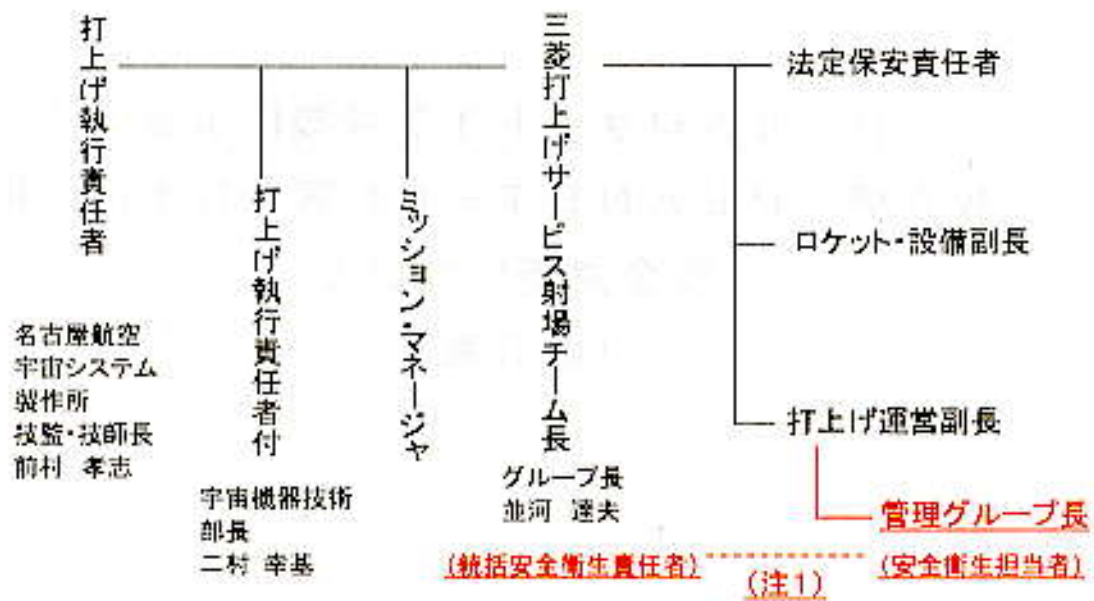 打上げ執行責任者
名古屋航空
宇宙システム
製作所
技監・技師長
前村 孝志
打上げ執行責任者付
宇宙機器技術
部長
二村 幸基
ミッション・マネージャ
三菱打上げサービス射場チーム長
グループ長
並河 達夫
(統括安全衛生責任者)
法定保安責任者
ロケット・設備副長
打上げ運営副長
管理グループ長
(注1)
(安全衛生担当者)